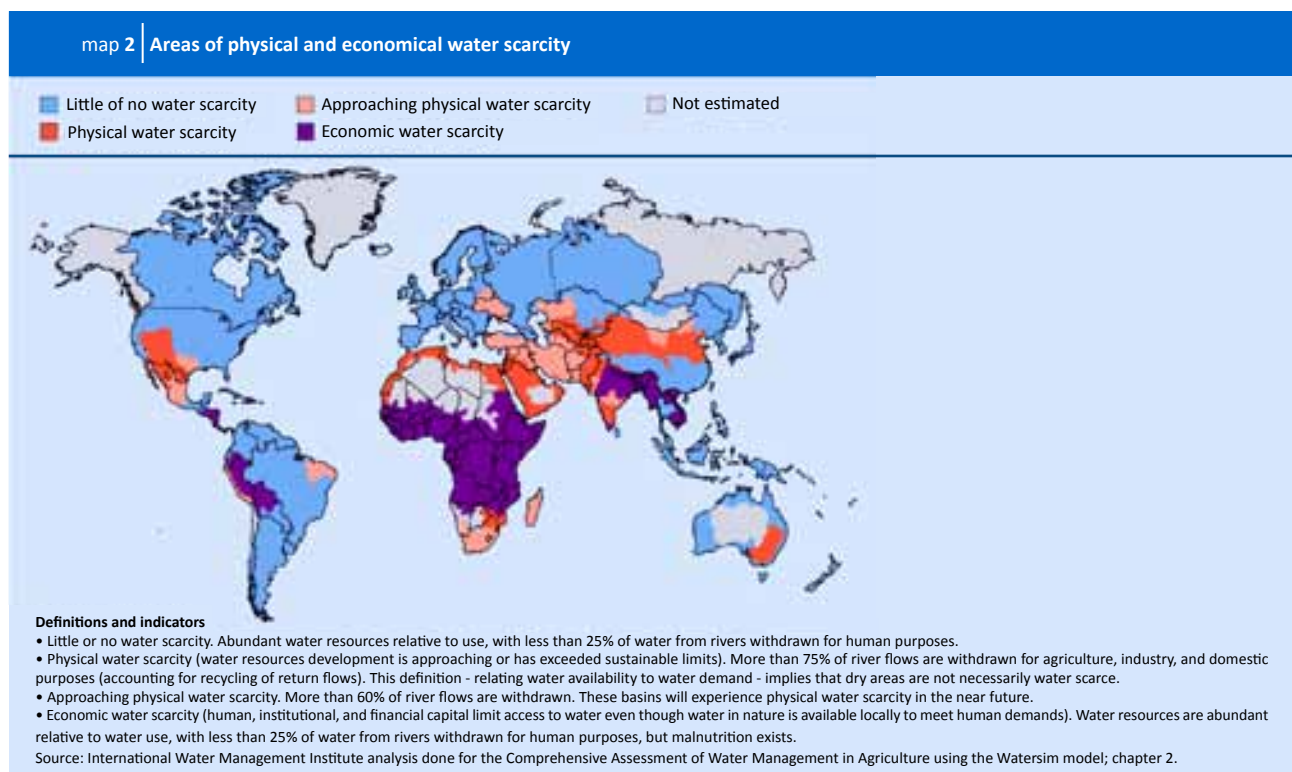 map 2 Areas of physical and economical water scarcity
Little of no water scarcity
Approaching physical water scarcity
Not estimated
Physical water scarcity
Economic water scarcity
Definitions and indicators
• Little or no water scarcity. Abundant water resources relative to use, with less than 25% of water from rivers withdrawn for human purposes.
• Physical water scarcity (water resources development is approaching or has exceeded sustainable limits). More than 75% of river flows are withdrawn for agriculture, industry, and domestic
purposes (accounting for recycling of return flows). This definition - relating water availability to water demand - implies that dry areas are not necessarily water scarce.
• Approaching physical water scarcity. More than 60% of river flows are withdrawn. These basins will experience physical water scarcity in the near future.
• Economic water scarcity (human, institutional, and financial capital limit access to water even though water in nature is available locally to meet human demands). Water resources are abundant
relative to water use, with less than 25% of water from rivers withdrawn for human purposes, but malnutrition exists.
Source: International Water Management Institute analysis done for the Comprehensive Assessment of Water Management in Agriculture using the Watersim model; chapter 2.